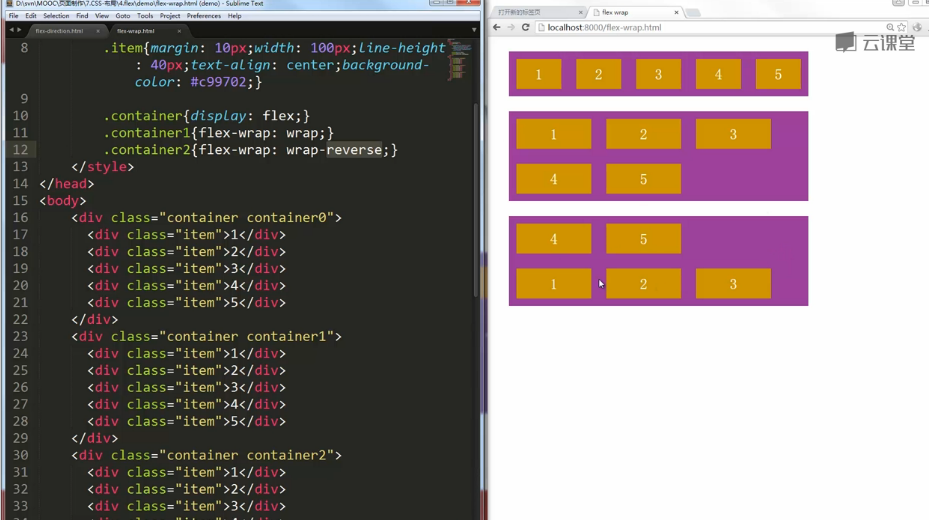 D:\svn\MOOC\页面制作\7.CSS-布局\4.flex\demo\flex-wrap.html (demo) - Sublime Text
File Edit Selection Find View Goto Tools Project Preferences Help
flex-direction.html × flex-wrap.html ×
8 .item{margin: 10px;width: 100px;line-height
: 40px;text-align: center;background-
color: #c99702;}
9
10 .container{display: flex;}
11 .container1{flex-wrap: wrap;}
12 .container2{flex-wrap: wrap-reverse;}
13 </style>
14 </head>
15 <body>
16 <div class="container container0">
17 <div class="item">1</div>
18 <div class="item">2</div>
19 <div class="item">3</div>
20 <div class="item">4</div>
21 <div class="item">5</div>
22 </div>
23 <div class="container container1">
24 <div class="item">1</div>
25 <div class="item">2</div>
26 <div class="item">3</div>
27 <div class="item">4</div>
28 <div class="item">5</div>
29 </div>
30 <div class="container container2">
31 <div class="item">1</div>
32 <div class="item">2</div>
33 <div class="item">3</div>
打开新的标签页 × flex wrap ×
localhost:8000/flex-wrap.html
云课堂
1 2 3 4 5
1 2 3
4 5
4 5
1 2 3